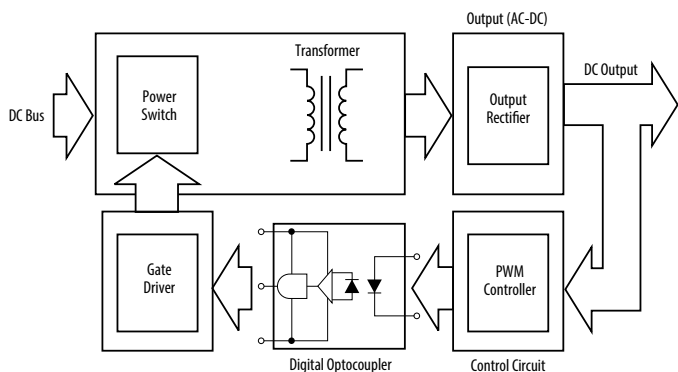 Output (AC-DC)
Transformer
DC Output
DC Bus
Power
Switch
Output
Rectifier
Gate
Driver
PWM
Controller
Digital Optocoupler
Control Circuit